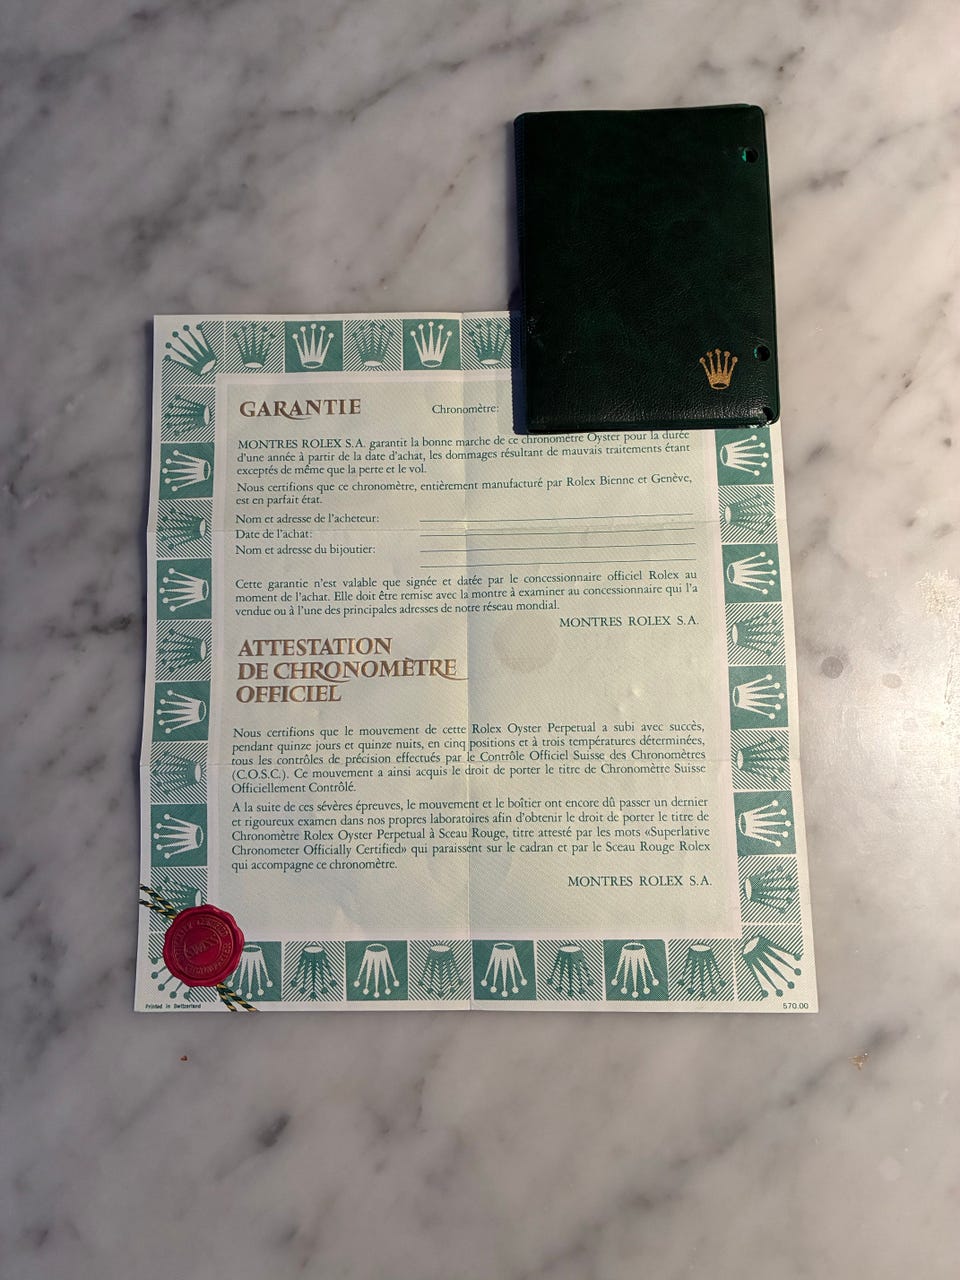 GARANTIE Chronomètre:
MONTRES ROLEX S.A. garantit la bonne marche de ce chronomètre Oyster pour la durée
d'une année à partir de la date d'achat, les dommages résultant de mauvais traitements étant
exceptés de même que la perte et le vol.
Nous certifions que ce chronomètre, entièrement manufacturé par Rolex Bienne et Genève,
est en parfait état.
Nom et adresse de l'acheteur:
Date de l'achat:
Nom et adresse du bijoutier:
Cette garantie n'est valable que signée et datée par le concessionnaire officiel Rolex au
moment de l'achat. Elle doit être remise avec la montre à examiner au concessionnaire qui l'a
vendue ou à l'une des principales adresses de notre réseau mondial.
MONTRES ROLEX S.A.
ATTESTATION
DE CHRONOMÈTRE
OFFICIEL
Nous certifions que le mouvement de cette Rolex Oyster Perpetual a subi avec succès,
pendant quinze jours et quinze nuits, en cinq positions et à trois températures déterminées,
tous les contrôles de précision effectués par le Contrôle Officiel Suisse des Chronomètres
(C.O.S.C.). Ce mouvement a ainsi acquis le droit de porter le titre de Chronomètre Suisse
Officiellement Contrôlé.
A la suite de ces sévères épreuves, le mouvement et le boîtier ont encore dû passer un dernier
et rigoureux examen dans nos propres laboratoires afin d'obtenir le droit de porter le titre de
Chronomètre Rolex Oyster Perpetual à Sceau Rouge, titre attesté par les mots «Superlative
Chronometer Officially Certified» qui paraissent sur le cadran et par le Sceau Rouge Rolex
qui accompagne ce chronomètre.
MONTRES ROLEX S.A.
Printed in Switzerland
570.00